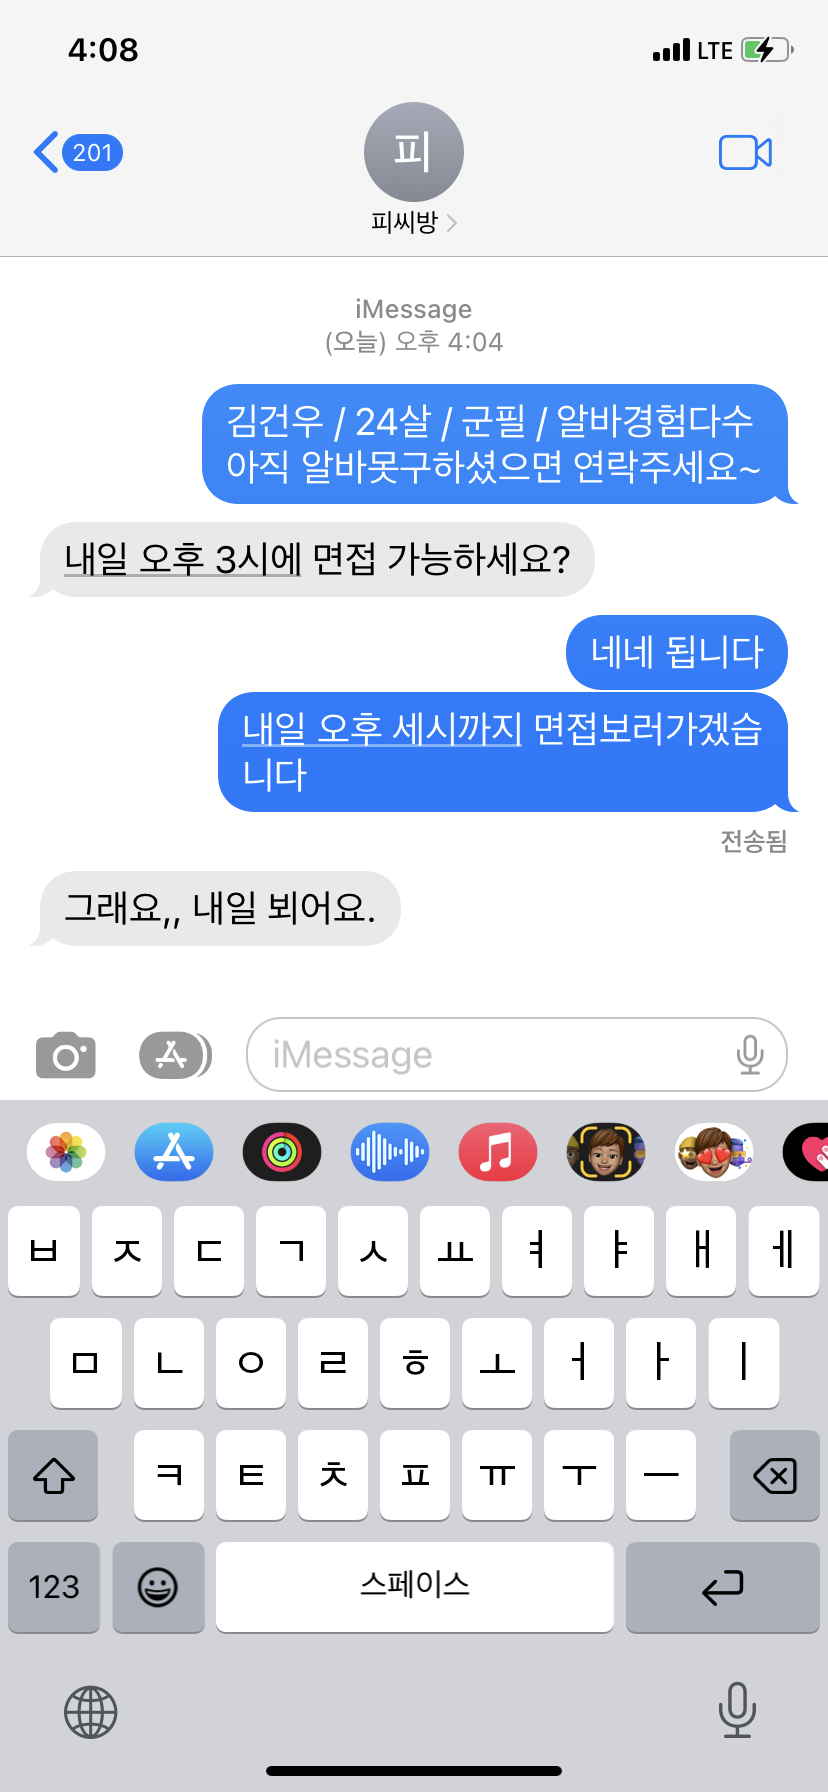 4:08
LTE
201
피
피씨방
iMessage
(오늘) 오후 4:04
김건우 / 24살 / 군필 / 알바경험다수
아직 알바못구하셨으면 연락주세요~
내일 오후 3시에 면접 가능하세요?
네네 됩니다
내일 오후 세시까지 면접보러가겠습
니다
전송됨
그래요,, 내일 뵈어요.
iMessage
ㅂ ㅈ ㄷ ㄱ ㅅ ㅛ ㅕ ㅑ ㅐ ㅔ
ㅁ ㄴ ㅇ ㄹ ㅎ ㅗ ㅓ ㅏ ㅣ
ㅋ ㅌ ㅊ ㅍ ㅠ ㅜ ㅡ
123 스페이스